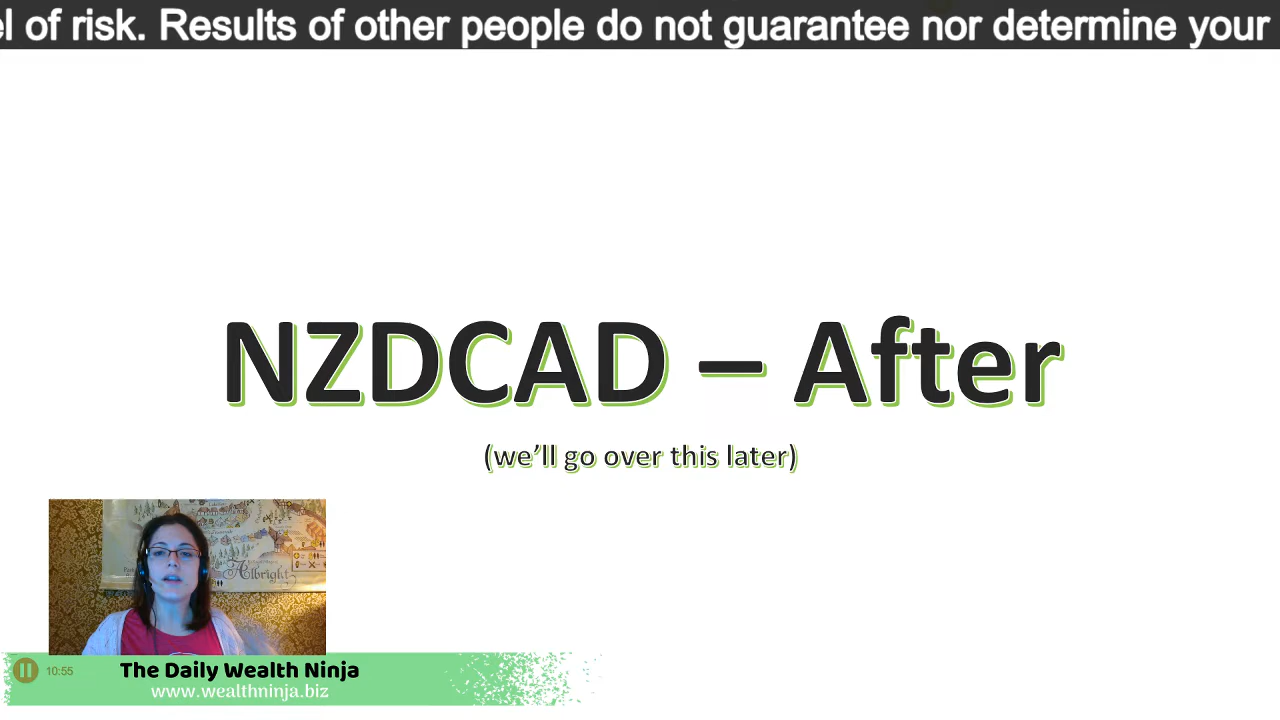 el of risk. Results of other people do not guarantee nor determine your
NZDCAD – After
(we’ll go over this later)
Albright
10:55
The Daily Wealth Ninja
www.wealthninja.biz